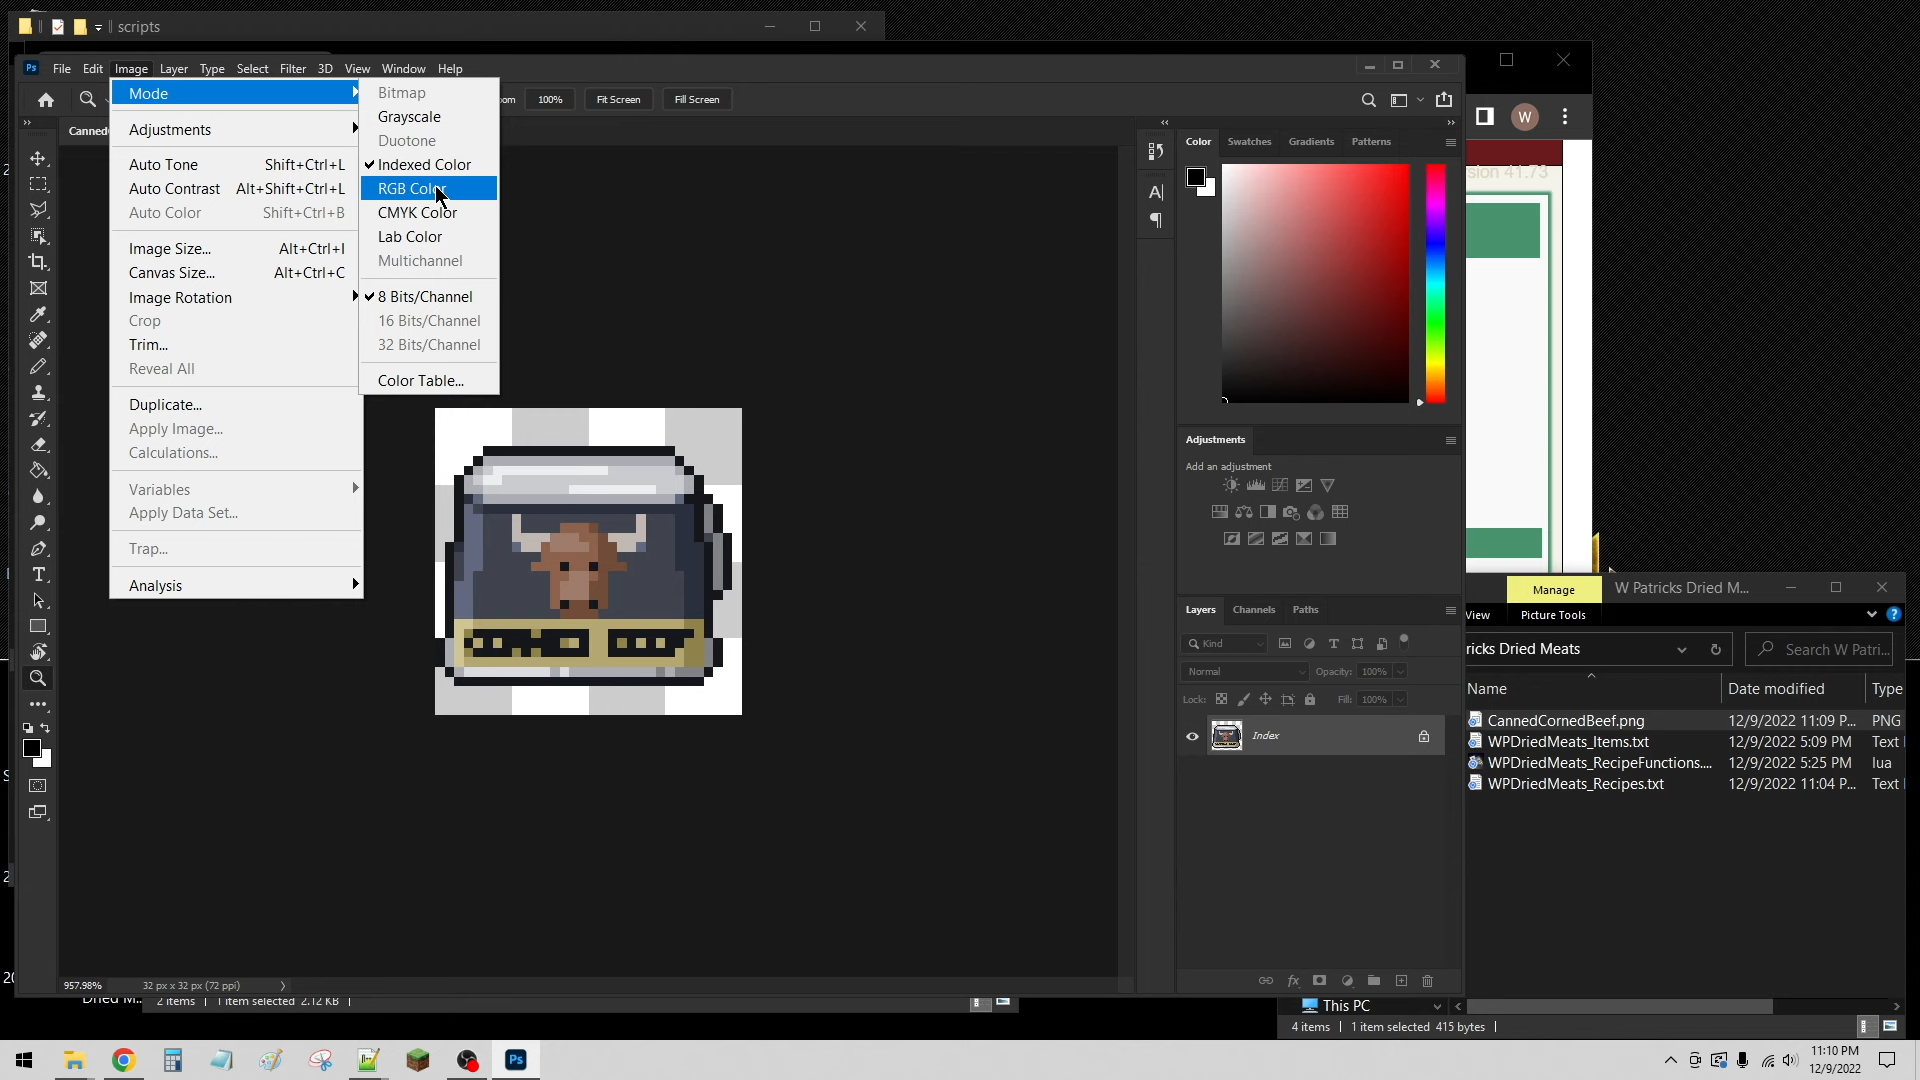 scripts
File Edit Image Layer Type Select Filter 3D View Window Help
100% Fit Screen Fill Screen
Mode
Adjustments
Auto Tone Shift+Ctrl+L
Auto Contrast Alt+Shift+Ctrl+L
Auto Color Shift+Ctrl+B
Image Size... Alt+Ctrl+I
Canvas Size... Alt+Ctrl+C
Image Rotation
Crop
Trim...
Reveal All
Duplicate...
Apply Image...
Calculations...
Variables
Apply Data Set...
Trap...
Analysis
Bitmap
Grayscale
Duotone
Indexed Color
RGB Color
CMYK Color
Lab Color
Multichannel
8 Bits/Channel
16 Bits/Channel
32 Bits/Channel
Color Table...
Color Swatches Gradients Patterns
Adjustments
Add an adjustment
Layers Channels Paths
Kind
Normal Opacity: 100%
Lock: Fill: 100%
Index
957.98% 32 px x 32 px (72 ppi)
Dried M... 2 items 1 item selected 2.12 KB
W
41.73
Manage W Patricks Dried M...
View Picture Tools
ricks Dried Meats Search W Patri...
Name Date modified Type
CannedCornedBeef.png 12/9/2022 11:09 P... PNG
WPDriedMeats_Items.txt 12/9/2022 5:09 PM Text
WPDriedMeats_RecipeFunctions.... 12/9/2022 5:25 PM lua
WPDriedMeats_Recipes.txt 12/9/2022 11:04 P... Text
This PC
4 items 1 item selected 415 bytes
Ps
11:10 PM
12/9/2022